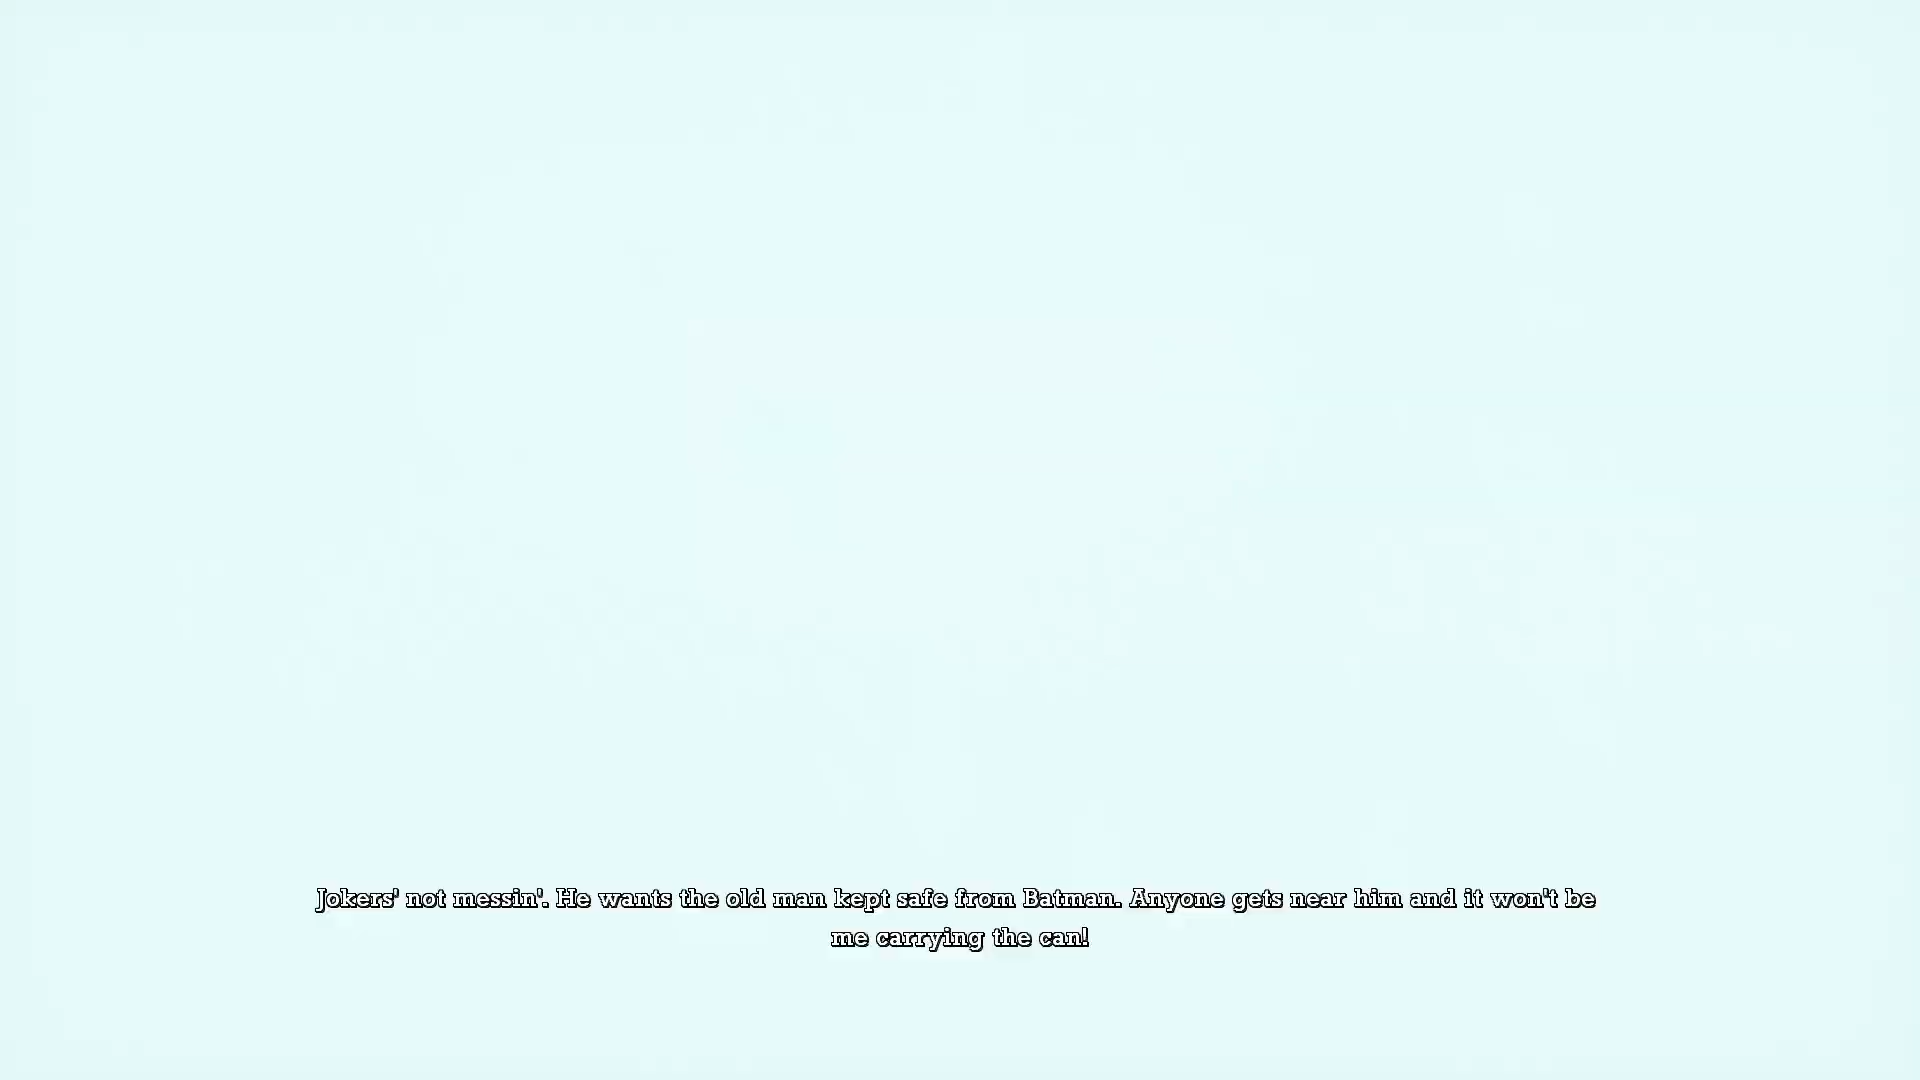 Jokers' not messin'. He wants the old man kept safe from Batman. Anyone gets near him and it won't be
me carrying the can!